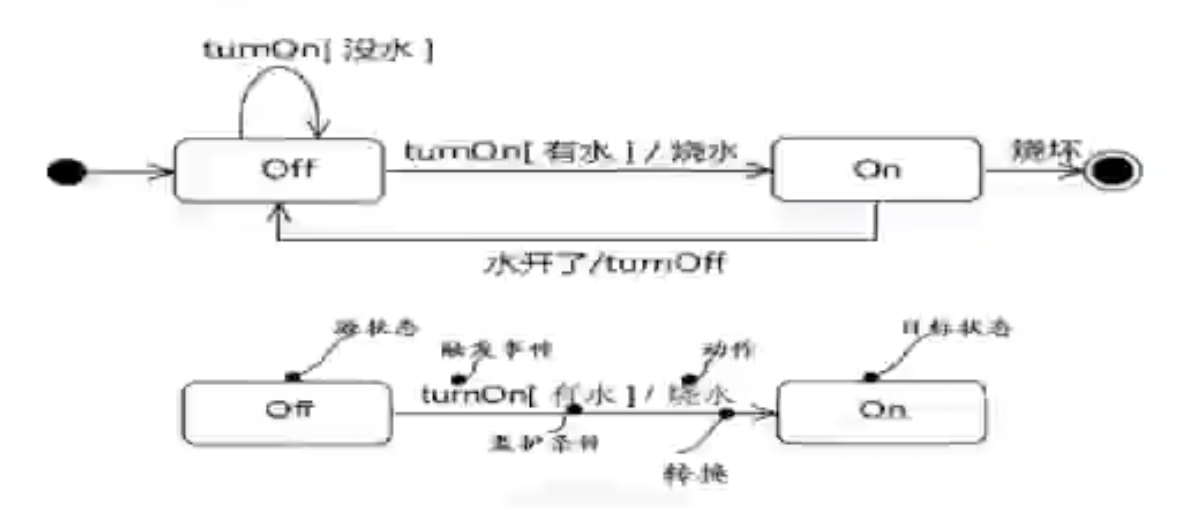 turnOn[ 没水 ]
Off
turnOn[ 有水 ] / 烧水
On
烧坏
水开了/turnOff
源状态
触发事件
动作
目标状态
Off
turnOn[ 有水 ] / 烧水
On
监护条件
转换